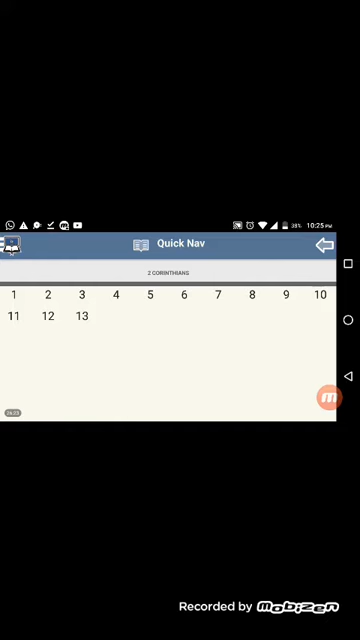 38% 10:25 PM
Quick Nav
2 CORINTHIANS
1 2 3 4 5 6 7 8 9 10
11 12 13
Recorded by Mobizen